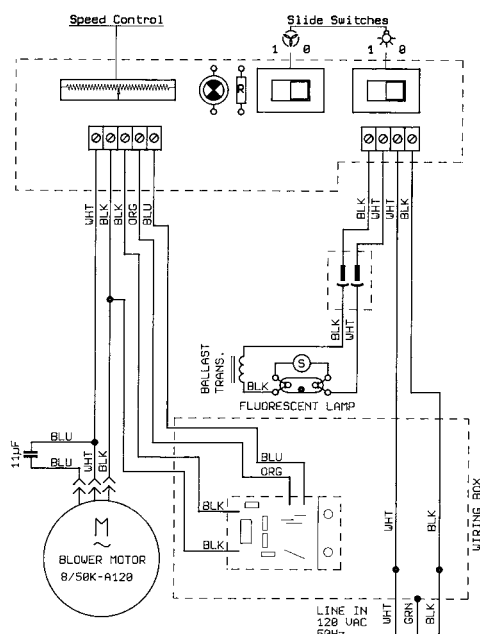 Speed Control
Slide Switches
1 0
1 0
R
WHT
BLK
BLK
ORG
BLU
BLK
WHT
WHT
BLK
BLK
WHT
BALLAST
TRANS.
BLK
S
FLUORESCENT LAMP
11µF
BLU
BLU
WHT
BLK
BLU
ORG
BLK
BLK
WHT
BLK
WIRING BOX
M
~
BLOWER MOTOR
8/50K-A120
LINE IN
120 VAC
60Hz
WHT
GRN
BLK